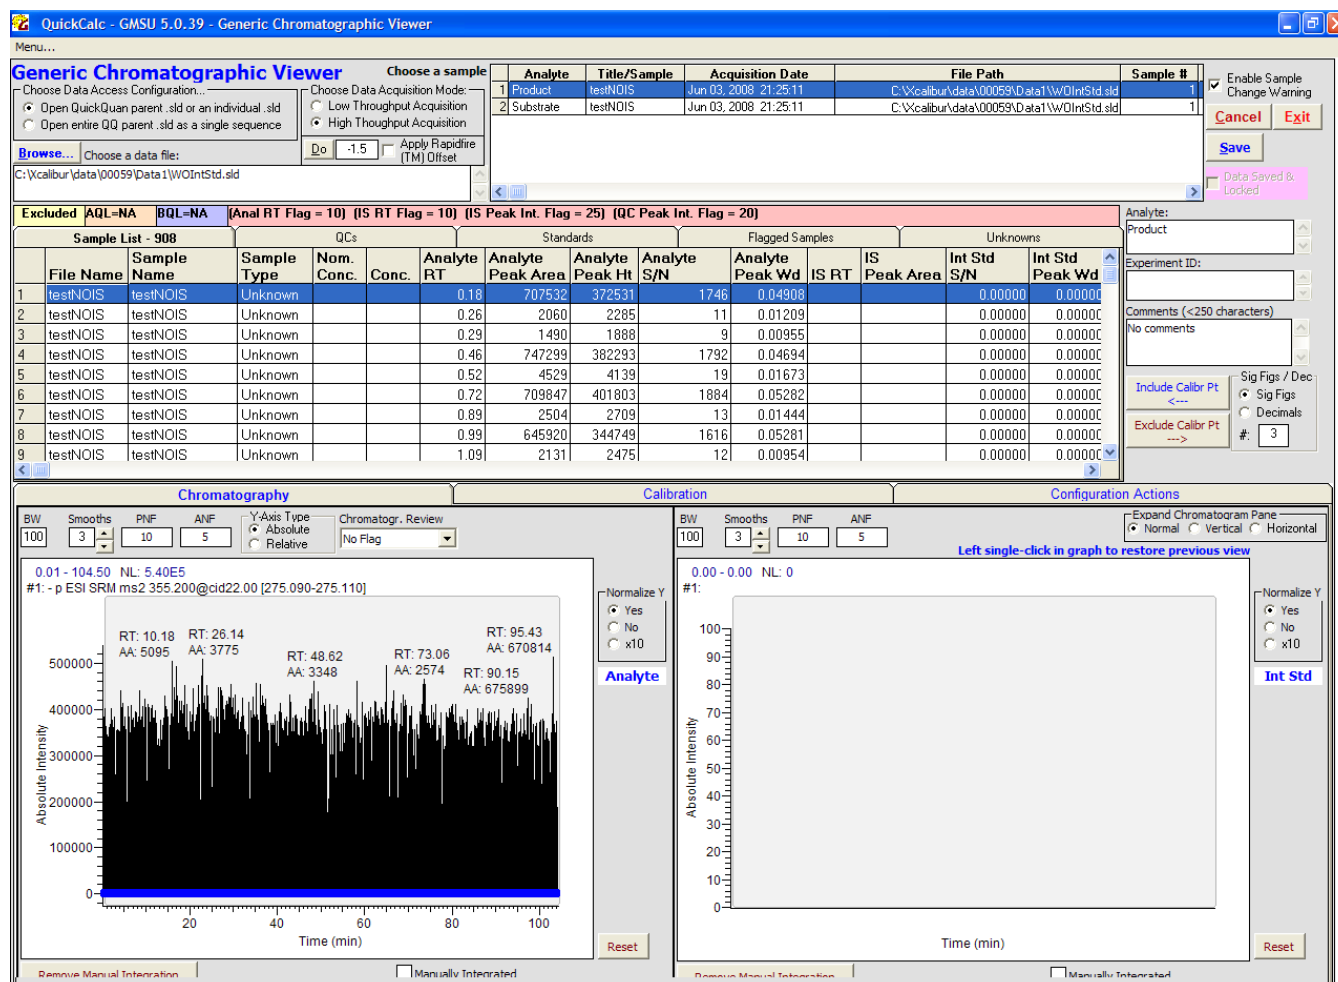 QuickCalc - GMSU 5.0.39 - Generic Chromatographic Viewer
Menu...
Generic Chromatographic Viewer
Choose a sample
Choose Data Access Configuration...
Open QuickQuan parent .sld or an individual .sld
Open entire QQ parent .sld as a single sequence
Choose Data Acquisition Mode:
Low Throughput Acquisition
High Thoughput Acquisition
Browse... Choose a data file:
Do -1.5 Apply Rapidfire (TM) Offset
C:\Xcalibur\data\00059\Data1\WOIntStd.sld
Analyte Title/Sample Acquisition Date File Path Sample #
1 Product testNOIS Jun 03, 2008 21:25:11 C:\Xcalibur\data\00059\Data1\WOIntStd.sld 1
2 Substrate testNOIS Jun 03, 2008 21:25:11 C:\Xcalibur\data\00059\Data1\WOIntStd.sld 1
Enable Sample Change Warning
Cancel Exit
Save
Data Saved & Locked
Excluded AQL=NA BQL=NA (Anal RT Flag = 10) (IS RT Flag = 10) (IS Peak Int. Flag = 25) (QC Peak Int. Flag = 20)
Sample List - 908 QCs Standards Flagged Samples Unknowns
File Name Sample Name Sample Type Nom. Conc. Conc. Analyte RT Analyte Peak Area Analyte Peak Ht Analyte S/N Analyte Peak Wd IS RT IS Peak Area Int Std S/N Int Std Peak Wd
1 testNOIS testNOIS Unknown 0.18 707532 372531 1746 0.04908 0.00000 0.00000
2 testNOIS testNOIS Unknown 0.26 2060 2285 11 0.01209 0.00000 0.00000
3 testNOIS testNOIS Unknown 0.29 1490 1888 9 0.00955 0.00000 0.00000
4 testNOIS testNOIS Unknown 0.46 747299 382293 1792 0.04694 0.00000 0.00000
5 testNOIS testNOIS Unknown 0.52 4529 4139 19 0.01673 0.00000 0.00000
6 testNOIS testNOIS Unknown 0.72 709847 401803 1884 0.05282 0.00000 0.00000
7 testNOIS testNOIS Unknown 0.89 2504 2709 13 0.01444 0.00000 0.00000
8 testNOIS testNOIS Unknown 0.99 645920 344749 1616 0.05281 0.00000 0.00000
9 testNOIS testNOIS Unknown 1.09 2131 2475 12 0.00954 0.00000 0.00000
Analyte:
Product
Experiment ID:
Comments (<250 characters)
No comments
Include Calibr Pt <---
Exclude Calibr Pt --->
Sig Figs / Dec
Sig Figs
Decimals
#: 3
Chromatography Calibration Configuration Actions
BW Smooths PNF ANF
100 3 10 5
Y-Axis Type
Absolute
Relative
Chromatogr. Review
No Flag
0.01 - 104.50 NL: 5.40E5
#1: - p ESI SRM ms2 355.200@cid22.00 [275.090-275.110]
RT: 10.18
AA: 5095
RT: 26.14
AA: 3775
RT: 48.62
AA: 3348
RT: 73.06
AA: 2574
RT: 90.15
AA: 675899
RT: 95.43
AA: 670814
Absolute Intensity
500000
400000
300000
200000
100000
0
20 40 60 80 100
Time (min)
Normalize Y
Yes
No
x10
Analyte
Reset
Remove Manual Integration Manually Integrated
BW Smooths PNF ANF
100 3 10 5
Expand Chromatogram Pane
Normal Vertical Horizontal
Left single-click in graph to restore previous view
0.00 - 0.00 NL: 0
#1:
Absolute Intensity
100
90
80
70
60
50
40
30
20
10
0
Time (min)
Normalize Y
Yes
No
x10
Int Std
Reset
Remove Manual Integration Manually Integrated